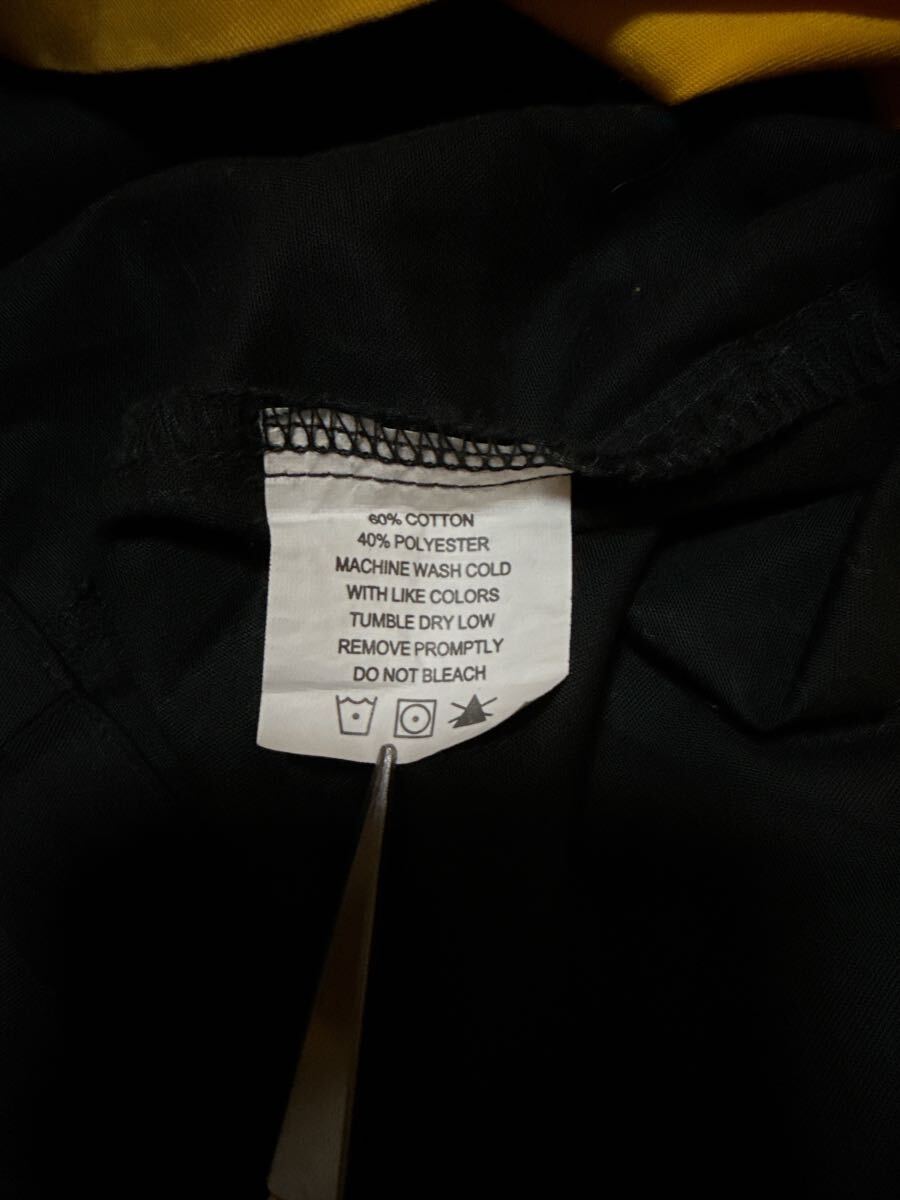 60% COTTON
40% POLYESTER
MACHINE WASH COLD
WITH LIKE COLORS
TUMBLE DRY LOW
REMOVE PROMPTLY
DO NOT BLEACH